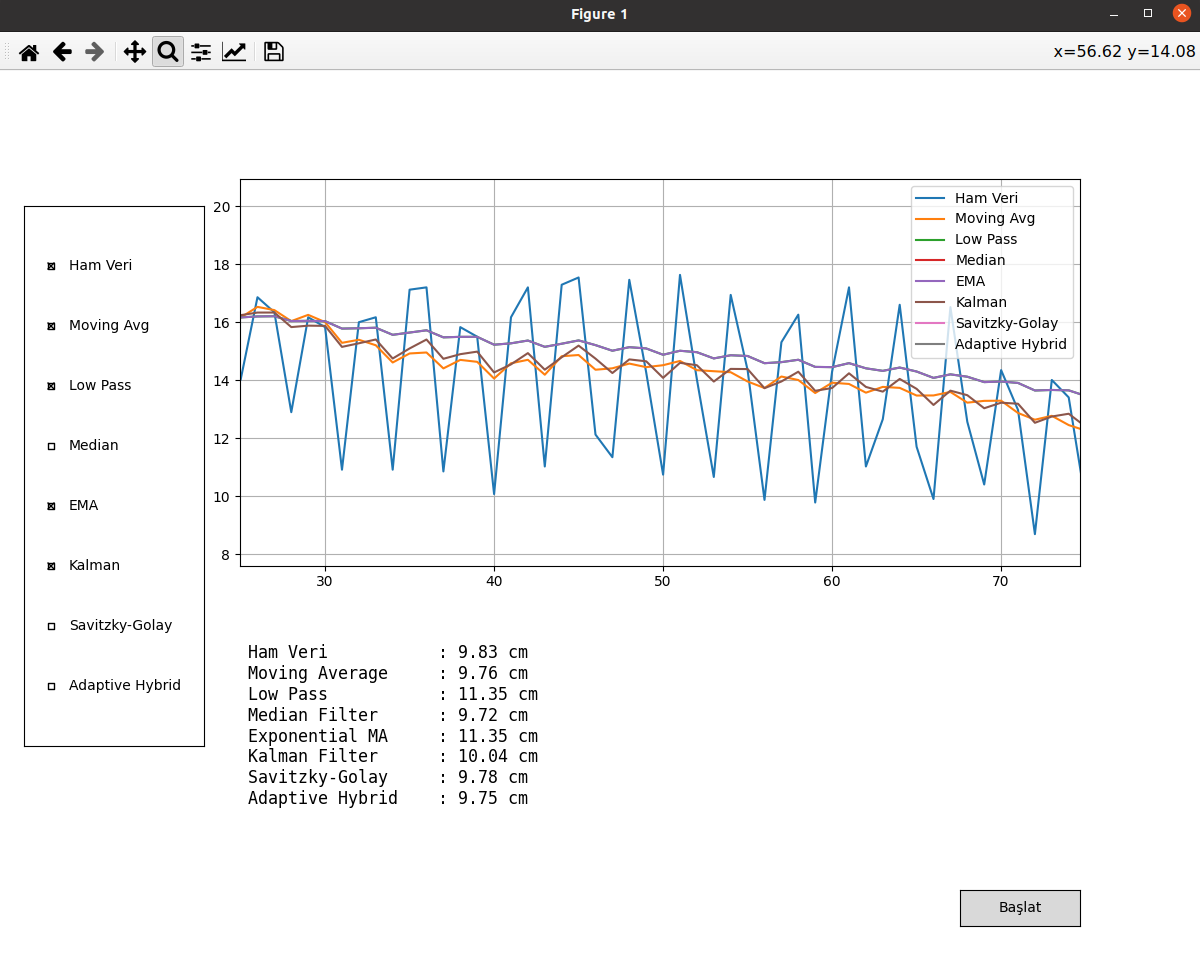 Figure 1
x=56.62 y=14.08
Ham Veri
Moving Avg
Low Pass
Median
EMA
Kalman
Savitzky-Golay
Adaptive Hybrid
20
18
16
14
12
10
8
30
40
50
60
70
Ham Veri
Moving Avg
Low Pass
Median
EMA
Kalman
Savitzky-Golay
Adaptive Hybrid
Ham Veri : 9.83 cm
Moving Average : 9.76 cm
Low Pass : 11.35 cm
Median Filter : 9.72 cm
Exponential MA : 11.35 cm
Kalman Filter : 10.04 cm
Savitzky-Golay : 9.78 cm
Adaptive Hybrid : 9.75 cm
Başlat